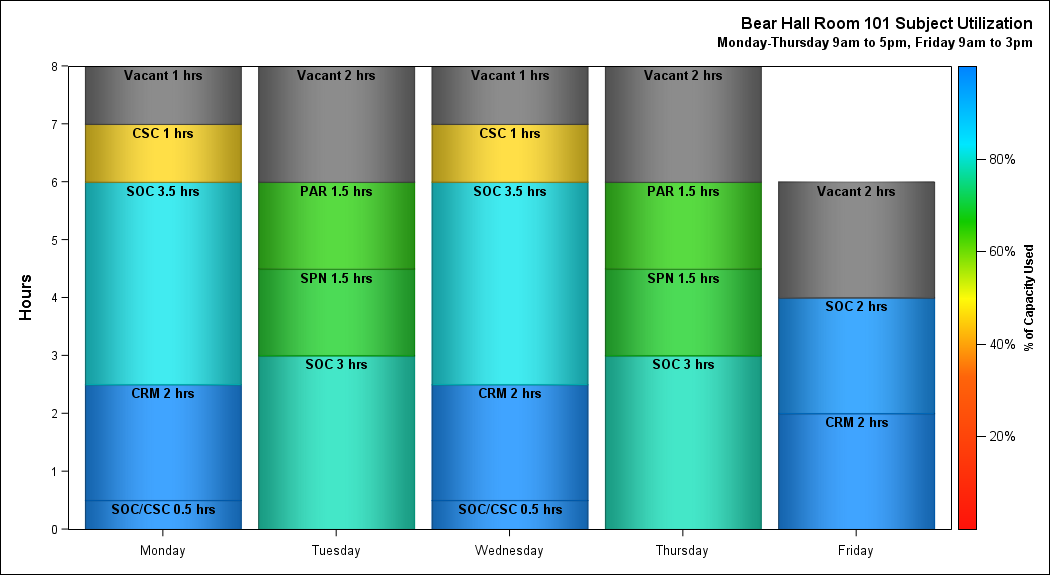 Bear Hall Room 101 Subject Utilization
Monday-Thursday 9am to 5pm, Friday 9am to 3pm
8
7
6
5
4
3
2
1
0
Hours
Vacant 1 hrs
CSC 1 hrs
SOC 3.5 hrs
CRM 2 hrs
SOC/CSC 0.5 hrs
Monday
Vacant 2 hrs
PAR 1.5 hrs
SPN 1.5 hrs
SOC 3 hrs
Tuesday
Vacant 1 hrs
CSC 1 hrs
SOC 3.5 hrs
CRM 2 hrs
SOC/CSC 0.5 hrs
Wednesday
Vacant 2 hrs
PAR 1.5 hrs
SPN 1.5 hrs
SOC 3 hrs
Thursday
Vacant 2 hrs
SOC 2 hrs
CRM 2 hrs
Friday
80%
60%
40%
20%
% of Capacity Used